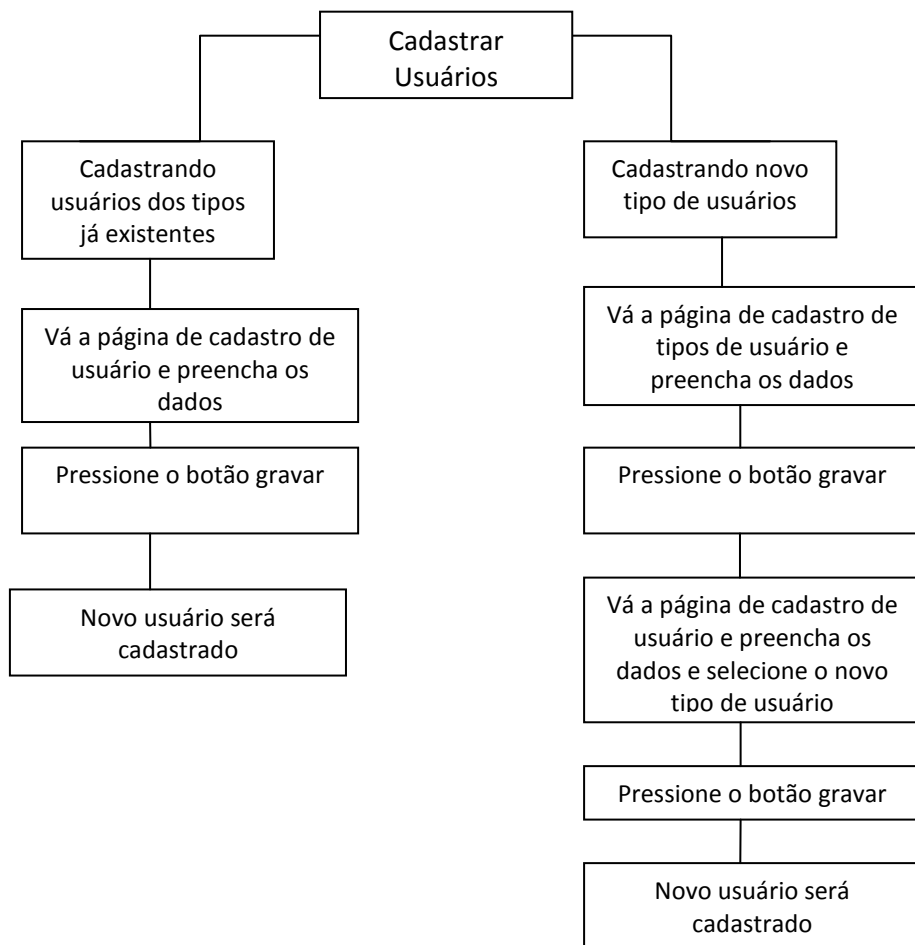 Cadastrar
Usuários
Cadastrando
usuários dos tipos
já existentes
Vá a página de cadastro de
usuário e preencha os
dados
Pressione o botão gravar
Novo usuário será
cadastrado
Cadastrando novo
tipo de usuários
Vá a página de cadastro de
tipos de usuário e
preencha os dados
Pressione o botão gravar
Vá a página de cadastro de
usuário e preencha os
dados e selecione o novo
tipo de usuário
Pressione o botão gravar
Novo usuário será
cadastrado